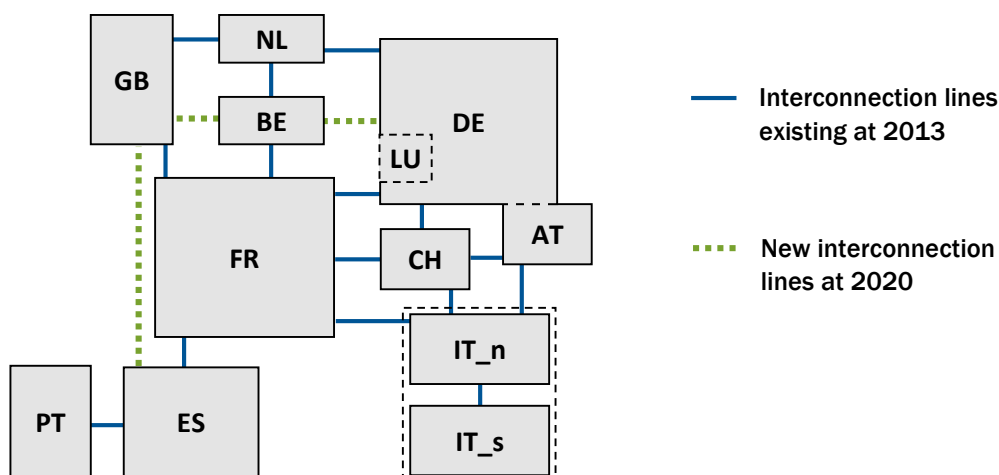 NL
GB
BE
DE
LU
AT
FR
CH
IT_n
PT
ES
IT_s
Interconnection lines
existing at 2013
New interconnection
lines at 2020